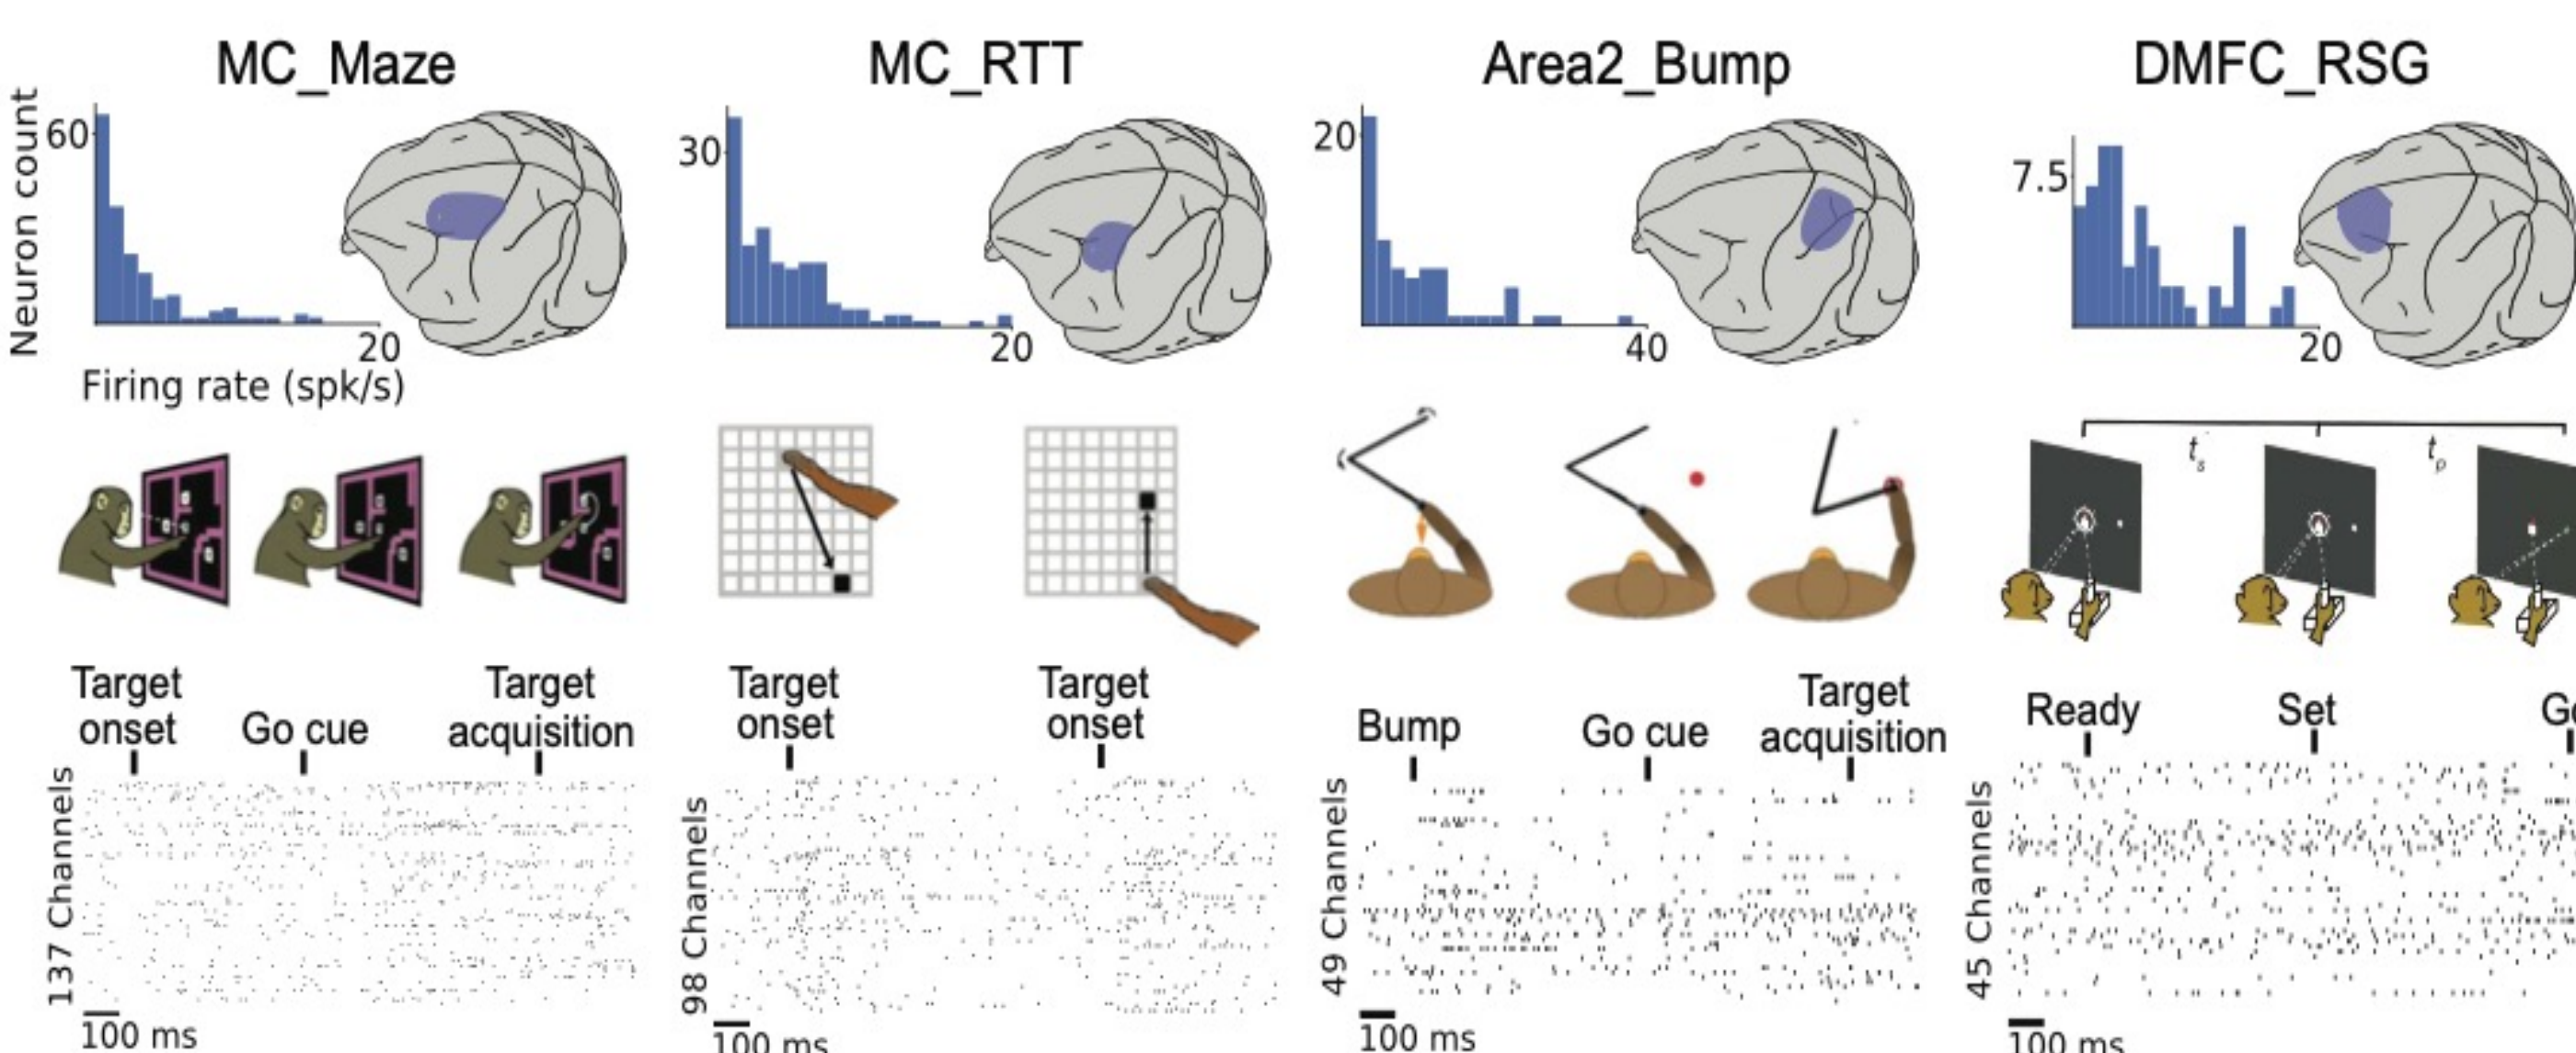 MC_Maze
MC_RTT
Area2_Bump
DMFC_RSG
Neuron count
60
20
Firing rate (spk/s)
30
20
20
40
7.5
20
t_s
t_p
Target
onset
Go cue
Target
acquisition
Target
onset
Target
onset
Bump
Go cue
Target
acquisition
Ready
Set
137 Channels
98 Channels
49 Channels
45 Channels
100 ms
100 ms
100 ms
100 ms